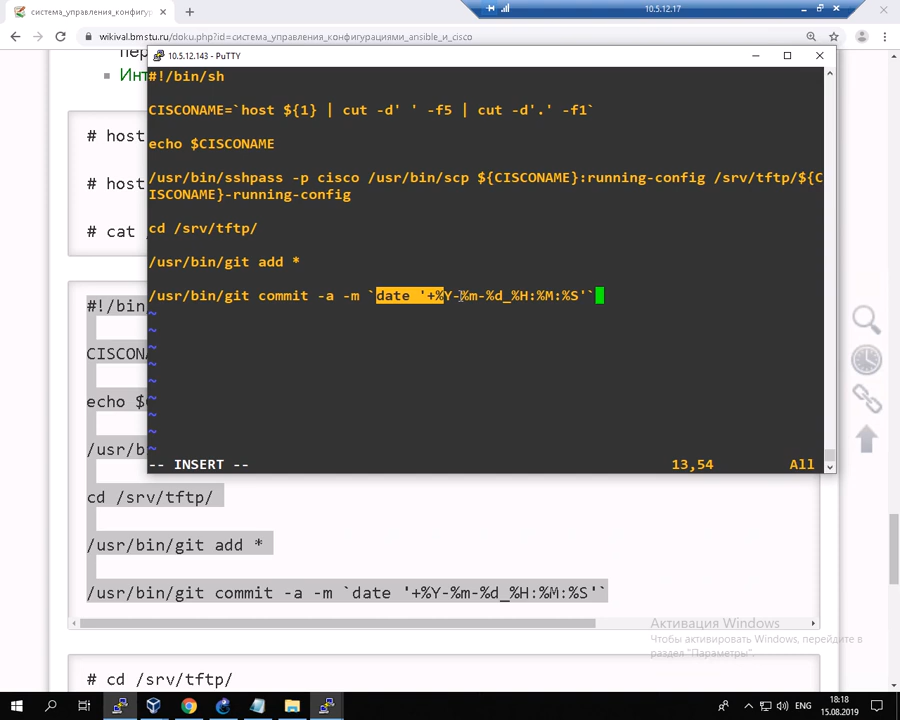 система_управления_конфигур
10.5.12.17
wikival.bmstu.ru/doku.php?id=система_управления_конфигурациями_ansible_и_cisco
пер
Инт
10.5.12.143 - PuTTY
#!/bin/sh
CISCONAME=`host ${1} | cut -d' ' -f5 | cut -d'.' -f1`
echo $CISCONAME
/usr/bin/sshpass -p cisco /usr/bin/scp ${CISCONAME}:running-config /srv/tftp/${C
ISCONAME}-running-config
cd /srv/tftp/
/usr/bin/git add *
/usr/bin/git commit -a -m `date '+%Y-%m-%d_%H:%M:%S'`
~
~
~
~
~
~
~
~
~
-- INSERT --
13,54
All
# host
# host
# cat
#!/bin
CISCONA
echo $C
/usr/b
cd /srv/tftp/
/usr/bin/git add *
/usr/bin/git commit -a -m `date '+%Y-%m-%d_%H:%M:%S'`
Активация Windows
Чтобы активировать Windows, перейдите в
раздел "Параметры".
# cd /srv/tftp/
ENG
18:18
15.08.2019